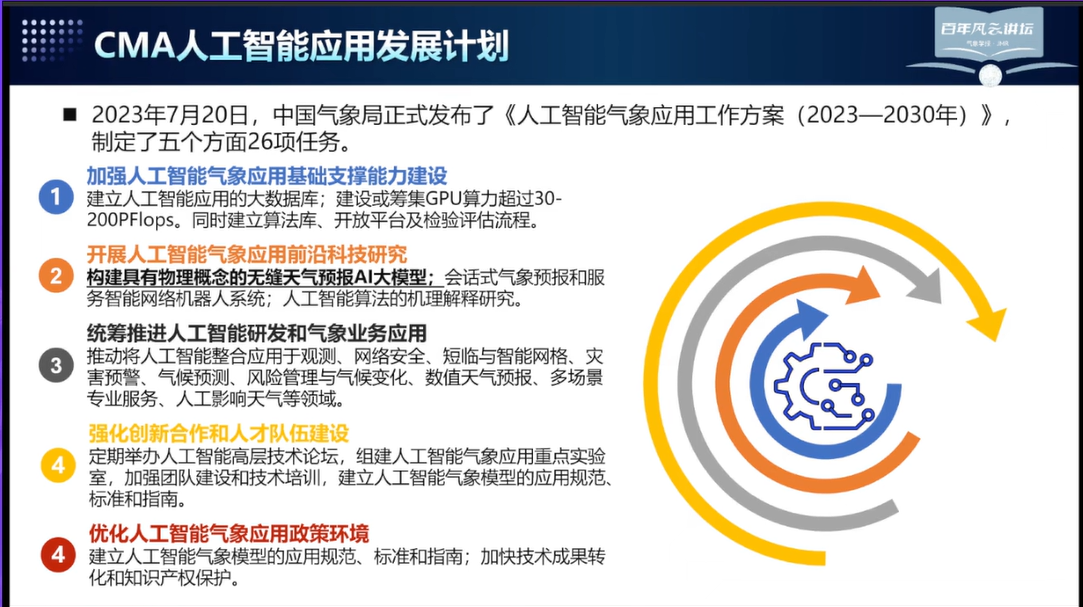 CMA人工智能应用发展计划
百年风云讲坛
■ 2023年7月20日，中国气象局正式发布了《人工智能气象应用工作方案（2023—2030年）》，
制定了五个方面26项任务。
1
加强人工智能气象应用基础支撑能力建设
建立人工智能应用的大数据库；建设或筹集GPU算力超过30-
200PFlops。同时建立算法库、开放平台及检验评估流程。
2
开展人工智能气象应用前沿科技研究
构建具有物理概念的无缝天气预报AI大模型；会话式气象预报和服
务智能网络机器人系统；人工智能算法的机理解释研究。
3
统筹推进人工智能研发和气象业务应用
推动将人工智能整合应用于观测、网络安全、短临与智能网格、灾
害预警、气候预测、风险管理与气候变化、数值天气预报、多场景
专业服务、人工影响天气等领域。
4
强化创新合作和人才队伍建设
定期举办人工智能高层技术论坛，组建人工智能气象应用重点实验
室，加强团队建设和技术培训，建立人工智能气象模型的应用规范、
标准和指南。
4
优化人工智能气象应用政策环境
建立人工智能气象模型的应用规范、标准和指南；加快技术成果转
化和知识产权保护。